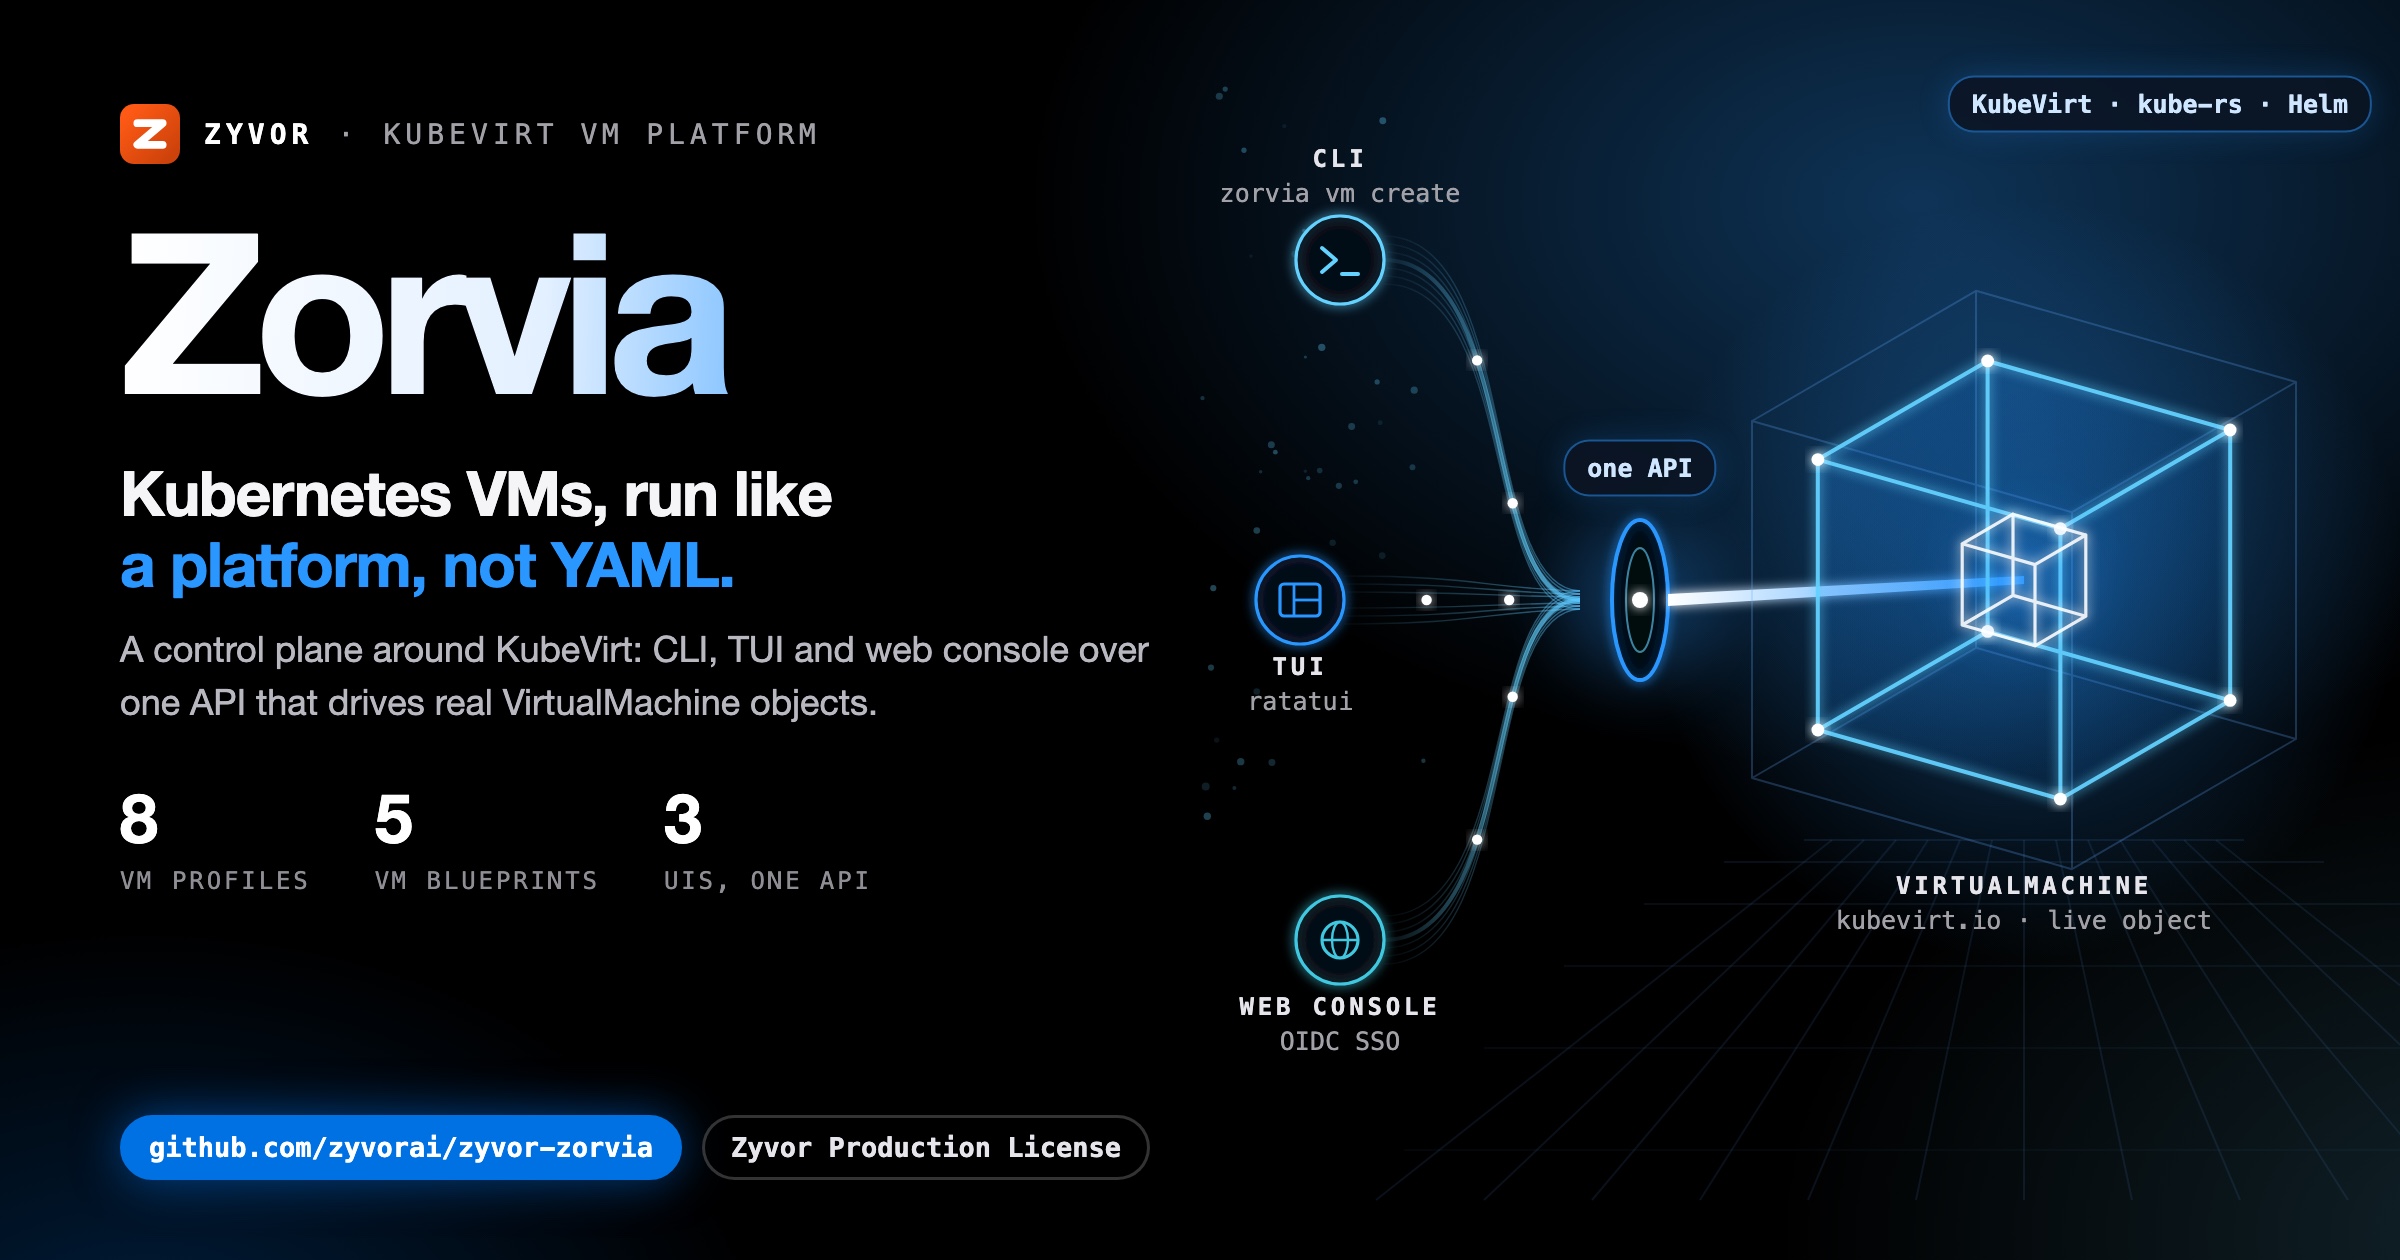 ZYVOR · KUBEVIRT VM PLATFORM
Zorvia
Kubernetes VMs, run like
a platform, not YAML.
A control plane around KubeVirt: CLI, TUI and web console over
one API that drives real VirtualMachine objects.
8
VM PROFILES
5
VM BLUEPRINTS
3
UIS, ONE API
github.com/zyvorai/zyvor-zorvia
Zyvor Production License
KubeVirt · kube-rs · Helm
CLI
zorvia vm create
one API
TUI
ratatui
WEB CONSOLE
OIDC SSO
VIRTUALMACHINE
kubevirt.io · live object